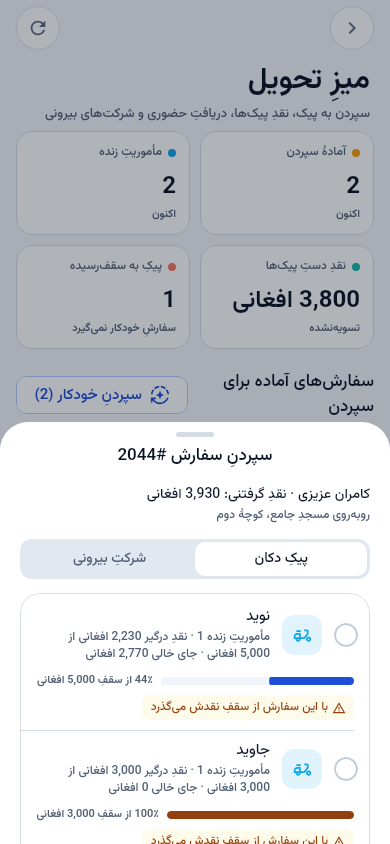 میزِ تحویل
سپردن به پیک، نقدِ پیک‌ها، دریافتِ حضوری و شرکت‌های بیرونی
آمادهٔ سپردن
2
اکنون
مأموریتِ زنده
2
اکنون
نقدِ دستِ پیک‌ها
3,800 افغانی
تسویه‌نشده
پیکِ به سقف‌رسیده
1
سفارشِ خودکار نمی‌گیرد
سفارش‌های آماده برای
سپردن
سپردنِ خودکار (2)
سپردنِ سفارش #2044
کامران عزیزی · نقدِ گرفتنی: 3,930 افغانی
روبه‌روی مسجدِ جامع، کوچهٔ دوم
پیکِ دکان
شرکتِ بیرونی
نوید
مأموریتِ زنده 1 · نقدِ درگیر 2,230 افغانی از
5,000 افغانی · جای خالی 2,770 افغانی
44٪ از سقفِ 5,000 افغانی
با این سفارش از سقفِ نقدش می‌گذرد
جاوید
مأموریتِ زنده 1 · نقدِ درگیر 3,000 افغانی از
3,000 افغانی · جای خالی 0 افغانی
100٪ از سقفِ 3,000 افغانی
با این سفارش از سقفِ نقدش می‌گذرد